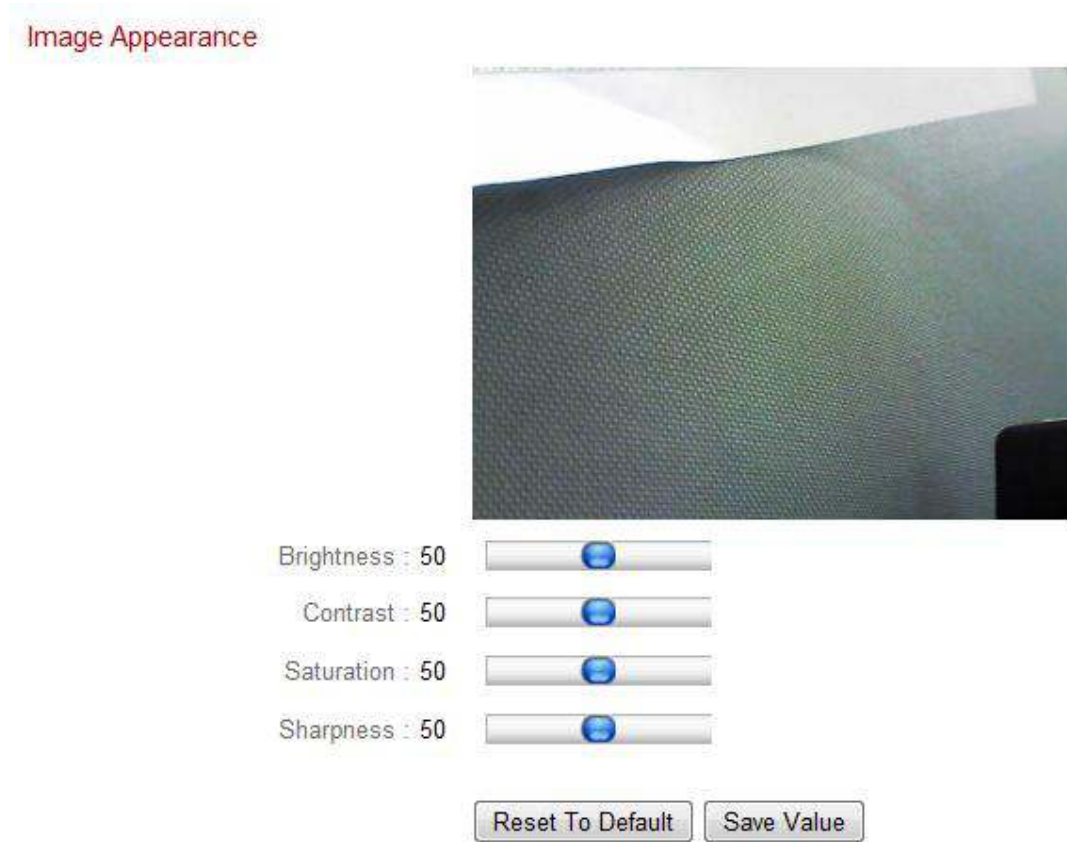 Image Appearance
Brightness : 50
Contrast : 50
Saturation : 50
Sharpness : 50
Reset To Default Save Value